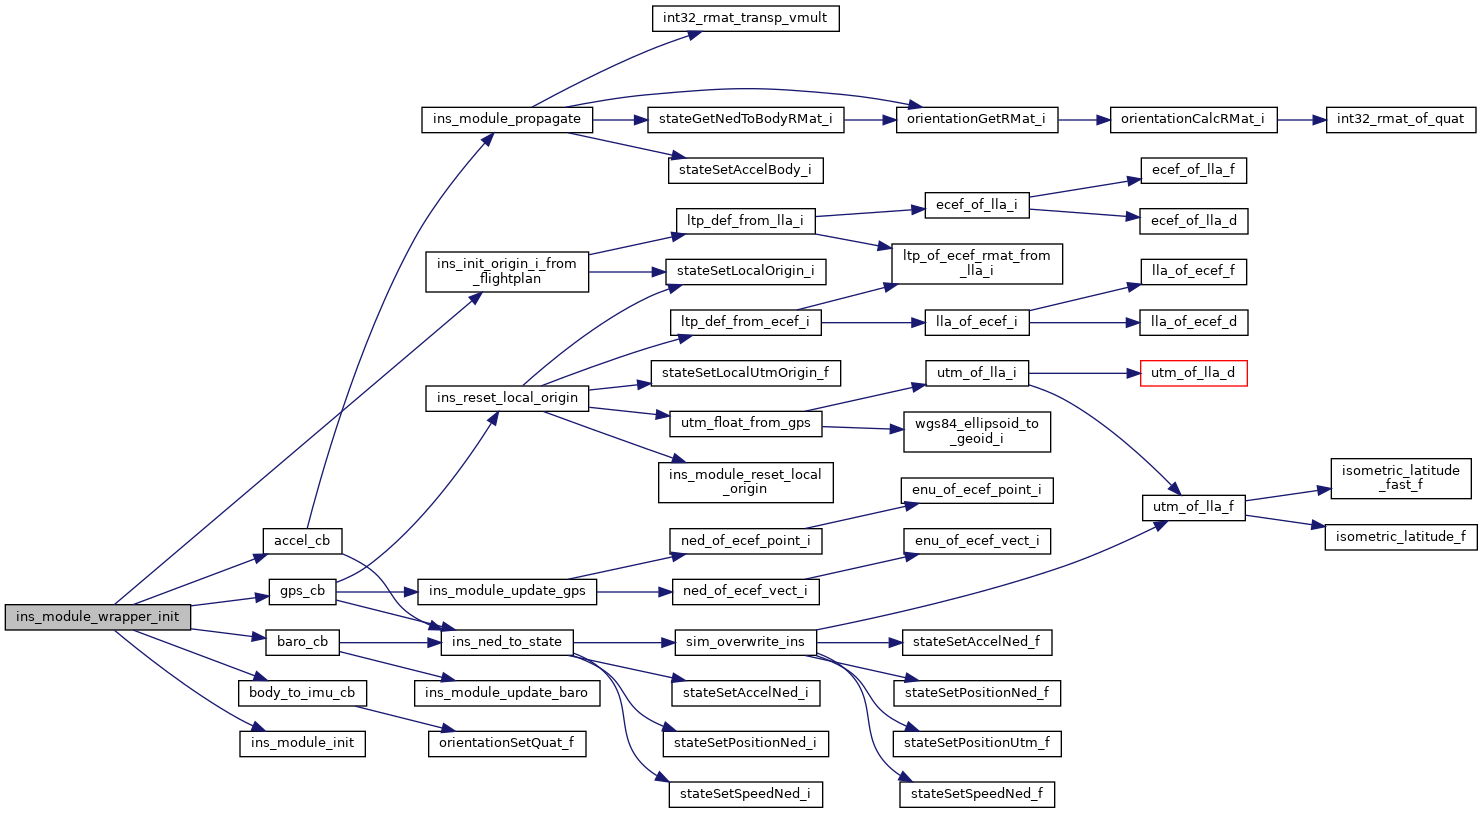 int32_rmat_transp_vmult
ins_module_propagate
stateGetNedToBodyRMat_i
orientationGetRMat_i
orientationCalcRMat_i
int32_rmat_of_quat
stateSetAccelBody_i
ecef_of_lla_f
ltp_def_from_lla_i
ecef_of_lla_i
ecef_of_lla_d
ins_init_origin_i_from
_flightplan
stateSetLocalOrigin_i
ltp_of_ecef_rmat_from
_lla_i
lla_of_ecef_f
ltp_def_from_ecef_i
lla_of_ecef_i
lla_of_ecef_d
stateSetLocalUtmOrigin_f
utm_of_lla_i
utm_of_lla_d
ins_reset_local_origin
utm_float_from_gps
wgs84_ellipsoid_to
_geoid_i
ins_module_reset_local
_origin
isometric_latitude
_fast_f
enu_of_ecef_point_i
utm_of_lla_f
isometric_latitude_f
accel_cb
ned_of_ecef_point_i
enu_of_ecef_vect_i
gps_cb
ins_module_update_gps
ned_of_ecef_vect_i
ins_module_wrapper_init
baro_cb
ins_ned_to_state
sim_overwrite_ins
stateSetAccelNed_f
body_to_imu_cb
ins_module_update_baro
stateSetAccelNed_i
stateSetPositionNed_f
ins_module_init
orientationSetQuat_f
stateSetPositionNed_i
stateSetPositionUtm_f
stateSetSpeedNed_i
stateSetSpeedNed_f